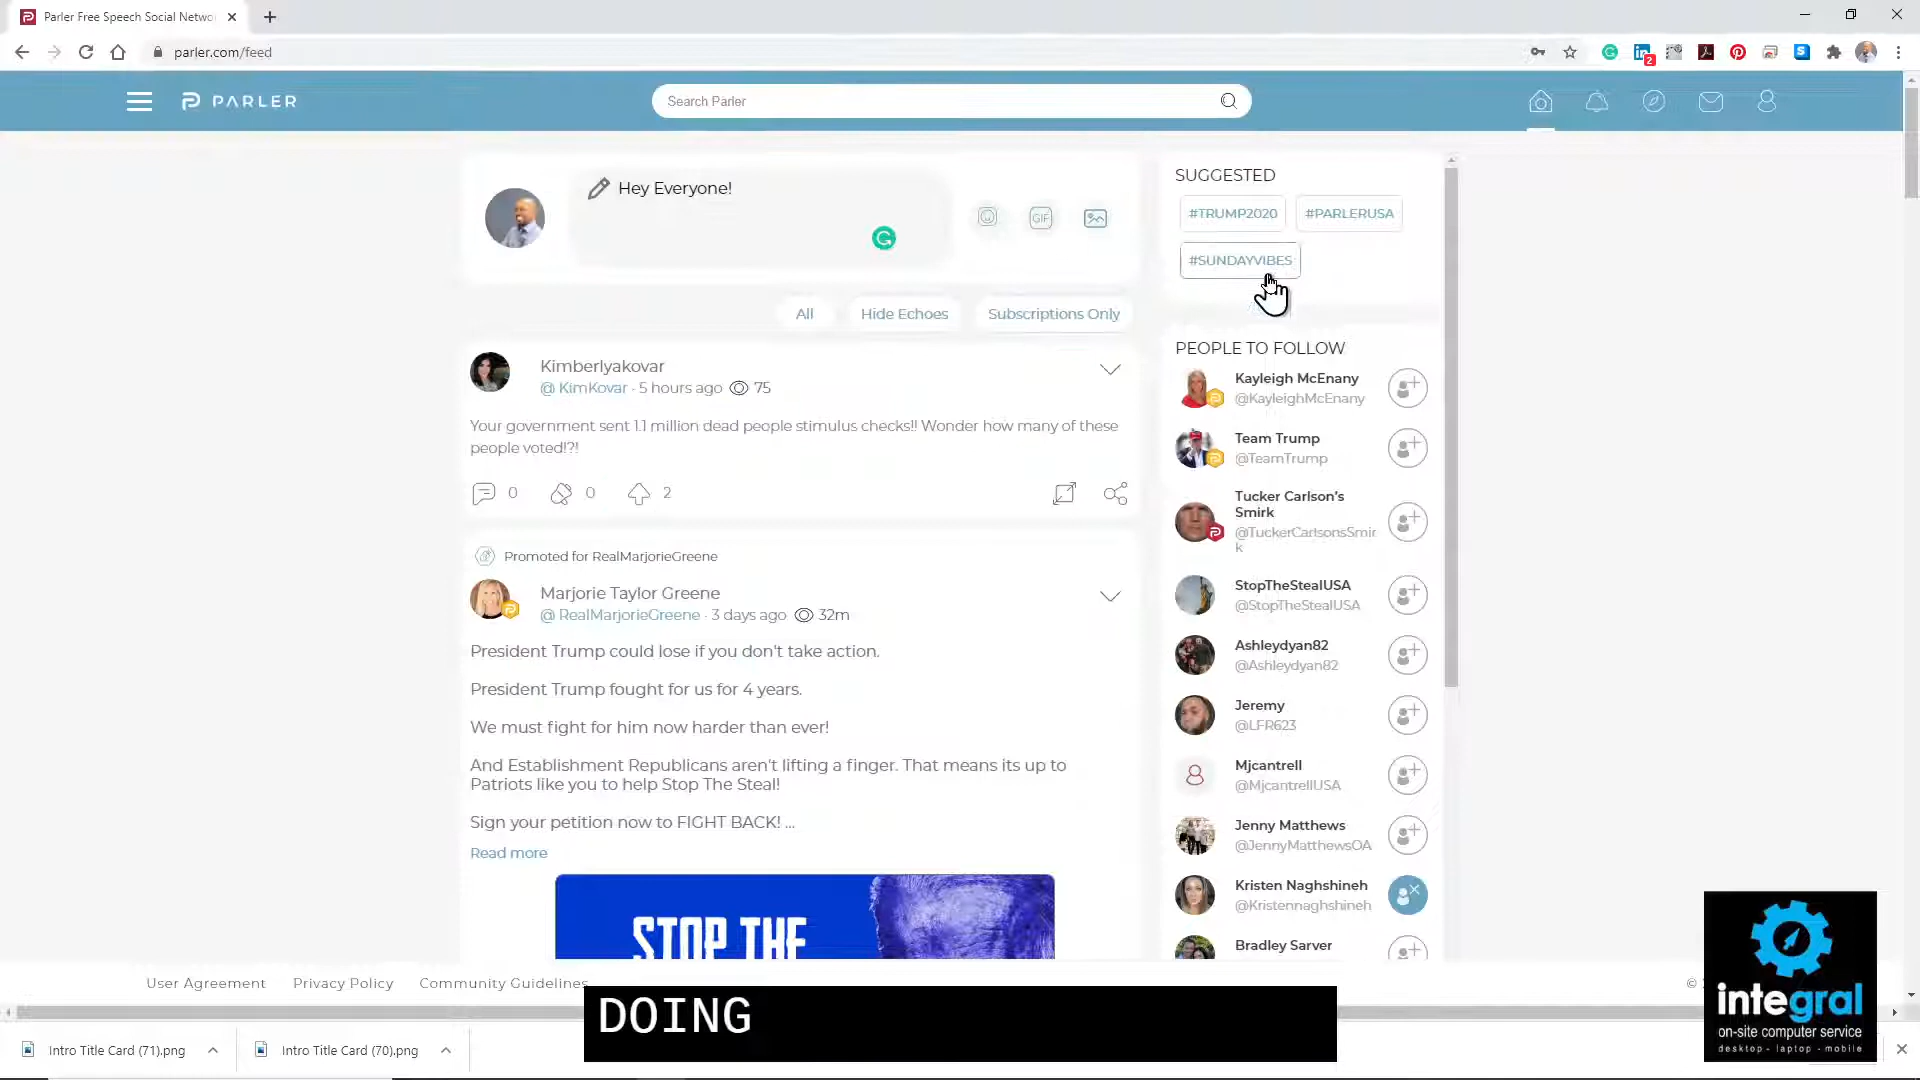 Parler Free Speech Social Netwo
parler.com/feed
2
PARLER
Search Parler
Hey Everyone!
GIF
All
Hide Echoes
Subscriptions Only
Kimberlyakovar
@ KimKovar · 5 hours ago 75
Your government sent 1.1 million dead people stimulus checks!! Wonder how many of these
people voted!?!
0 0 2
Promoted for RealMarjorieGreene
Marjorie Taylor Greene
@ RealMarjorieGreene · 3 days ago 32m
President Trump could lose if you don't take action.
President Trump fought for us for 4 years.
We must fight for him now harder than ever!
And Establishment Republicans aren't lifting a finger. That means its up to
Patriots like you to help Stop The Steal!
Sign your petition now to FIGHT BACK! ...
Read more
STOP THE
SUGGESTED
#TRUMP2020 #PARLERUSA
#SUNDAYVIBES
PEOPLE TO FOLLOW
Kayleigh McEnany
@KayleighMcEnany
Team Trump
@TeamTrump
Tucker Carlson's
Smirk
@TuckerCarlsonsSmir
k
StopTheStealUSA
@StopTheStealUSA
Ashleydyan82
@Ashleydyan82
Jeremy
@LFR623
Mjcantrell
@MjcantrellUSA
Jenny Matthews
@JennyMatthewsOA
Kristen Naghshineh
@Kristennaghshineh
Bradley Sarver
User Agreement
Privacy Policy
Community Guidelines
©
DOING
Intro Title Card (71).png
Intro Title Card (70).png
integral
on-site computer service
desktop - laptop - mobile